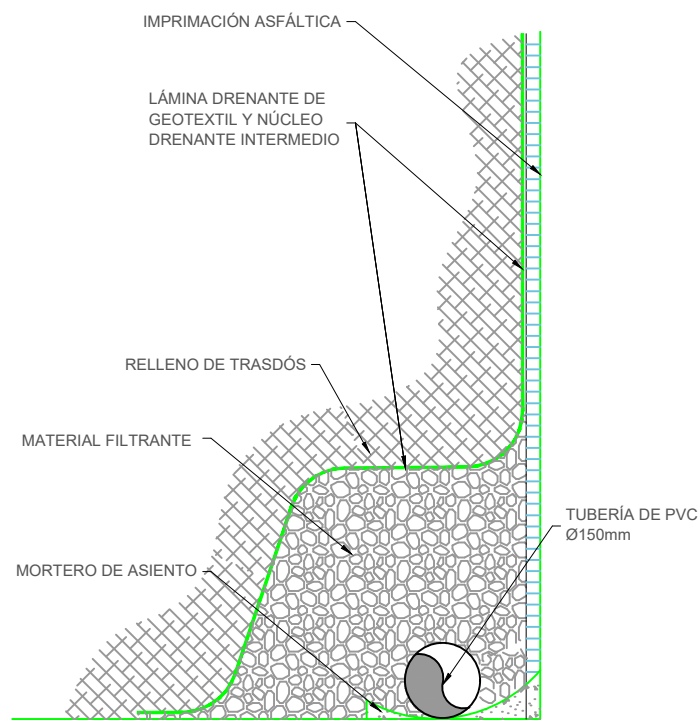 IMPRIMACIÓN ASFÁLTICA
LÁMINA DRENANTE DE
GEOTEXTIL Y NÚCLEO
DRENANTE INTERMEDIO
RELLENO DE TRASDÓS
MATERIAL FILTRANTE
TUBERÍA DE PVC
Ø150mm
MORTERO DE ASIENTO